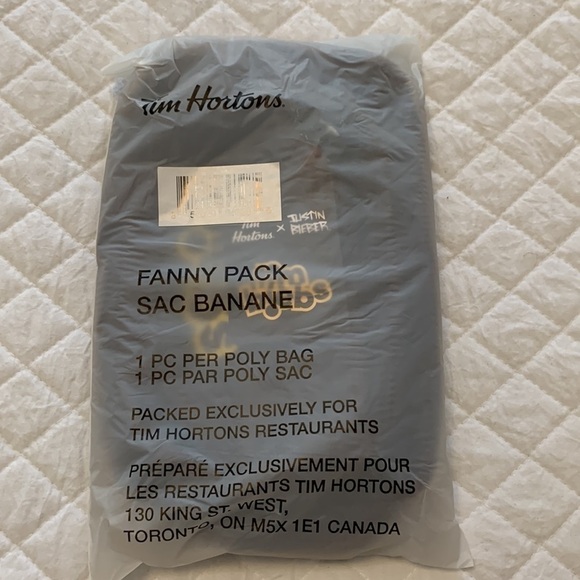 Tim Hortons.
Tim
Hortons. × JUSTIN
BIEBER
FANNY PACK
SAC BANANE
1 PC PER POLY BAG
1 PC PAR POLY SAC
PACKED EXCLUSIVELY FOR
TIM HORTONS RESTAURANTS
PRÉPARÉ EXCLUSIVEMENT POUR
LES RESTAURANTS TIM HORTONS
130 KING ST. WEST,
TORONTO, ON M5X 1E1 CANADA